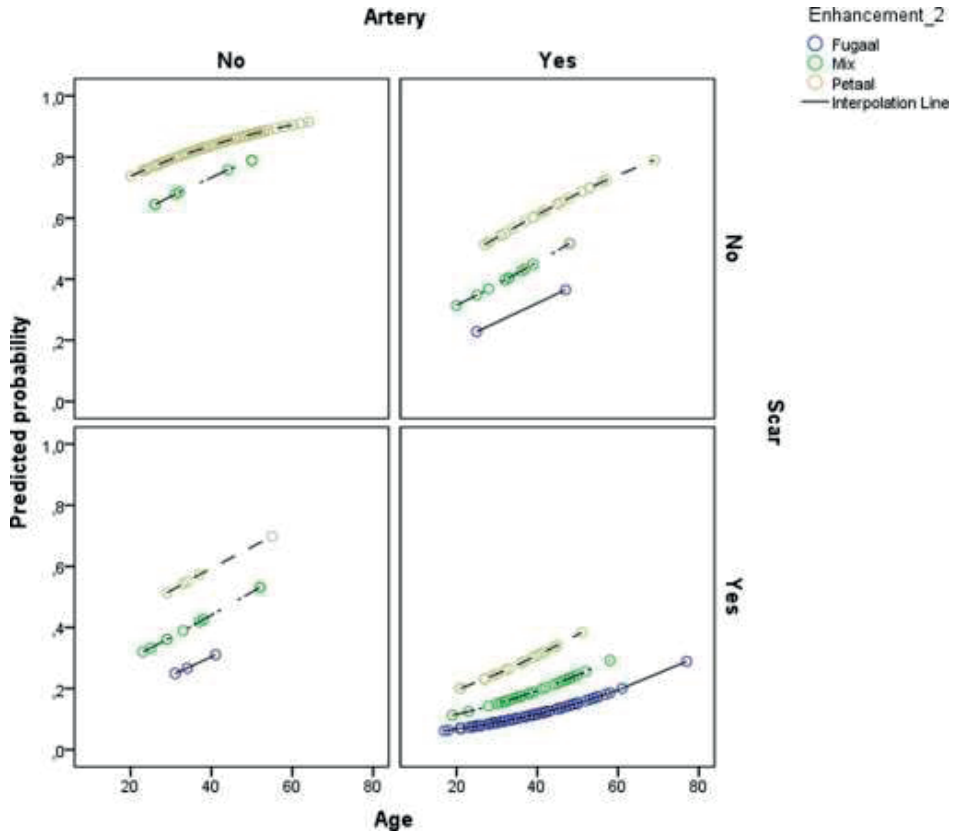 Artery
No
Yes
Enhancement_2
Fugaal
Mix
Petaal
Interpolation Line
Predicted probability
1,0
,8
,6
,4
,2
,0
No
1,0
,8
,6
,4
,2
,0
Yes
Scar
20
40
60
80
20
40
60
80
Age